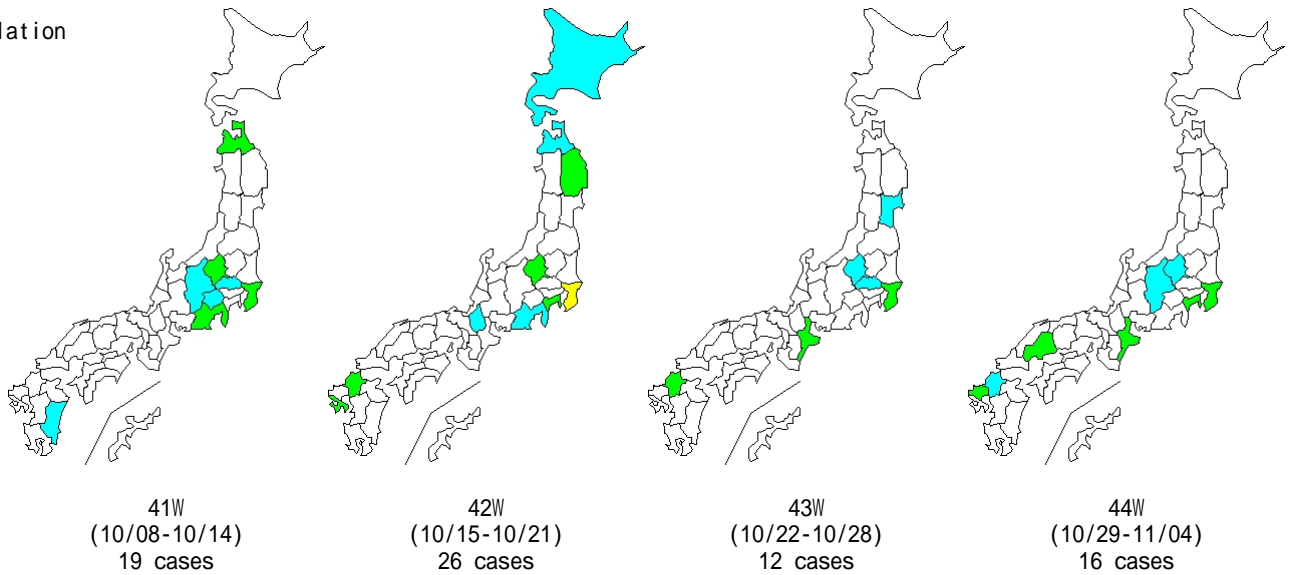 lation
41W
(10/08-10/14)
19 cases
42W
(10/15-10/21)
26 cases
43W
(10/22-10/28)
12 cases
44W
(10/29-11/04)
16 cases